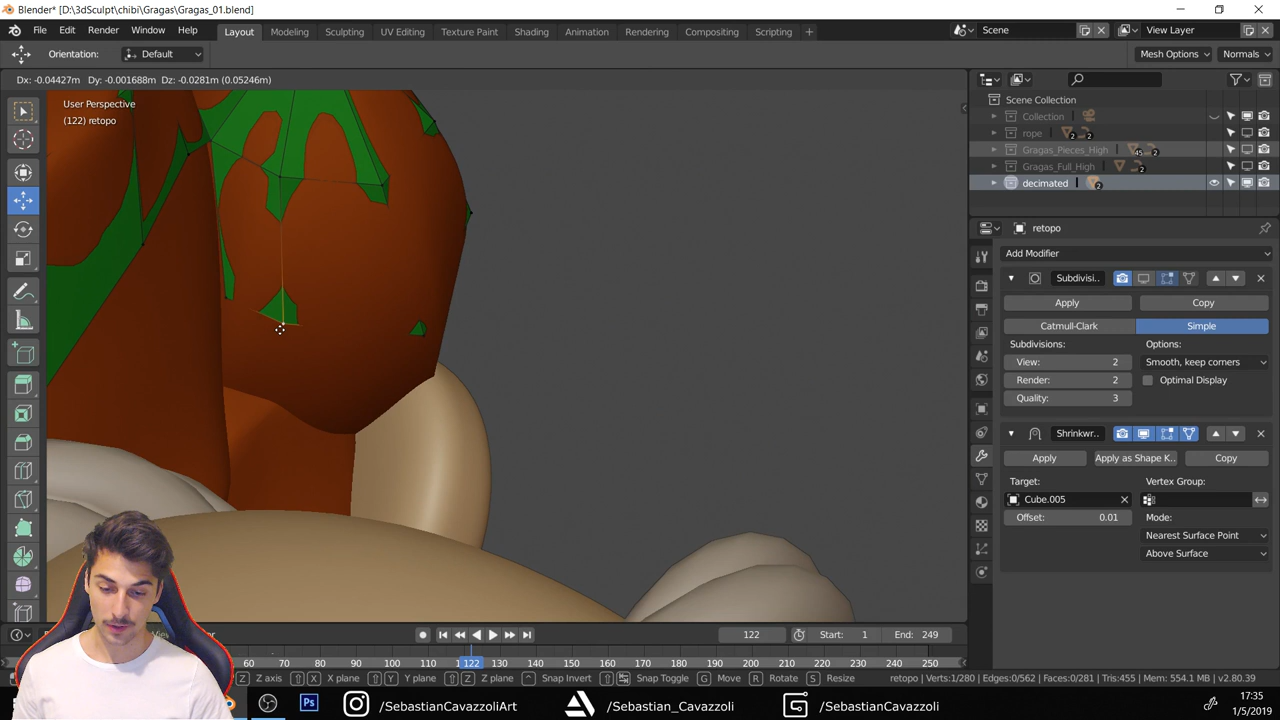 Blender* [D:\3dSculpt\chibi\Gragas\Gragas_01.blend]
File Edit Render Window Help Layout Modeling Sculpting UV Editing Texture Paint Shading Animation Rendering Compositing Scripting + Scene View Layer
Orientation: Default Mesh Options Normals
Dx: -0.04427m Dy: -0.001688m Dz: -0.0281m (0.05246m)
User Perspective
(122) retopo
Scene Collection
Collection
rope 2 2
Gragas_Pieces_High 45 2
Gragas_Full_High 2
decimated 2
retopo
Add Modifier
Subdivisi..
Apply Copy
Catmull-Clark Simple
Subdivisions: Options:
View: 2 Smooth, keep corners
Render: 2 Optimal Display
Quality: 3
Shrinkwr..
Apply Apply as Shape K.. Copy
Target: Vertex Group:
Cube.005
Offset: 0.01 Mode:
Nearest Surface Point
Above Surface
122 Start: 1 End: 249
60 70 80 90 100 110 122 130 140 150 160 170 180 190 200 210 220 230 240 250
Z axis X X plane Y Y plane Z Z plane Snap Invert Snap Toggle G Move R Rotate S Resize retopo | Verts:1/280 | Edges:0/562 | Faces:0/281 | Tris:455 | Mem: 554.1 MB | v2.80.39
Ps /SebastianCavazzoliArt /Sebastian_Cavazzoli /SebastianCavazzoli
17:35
1/5/2019